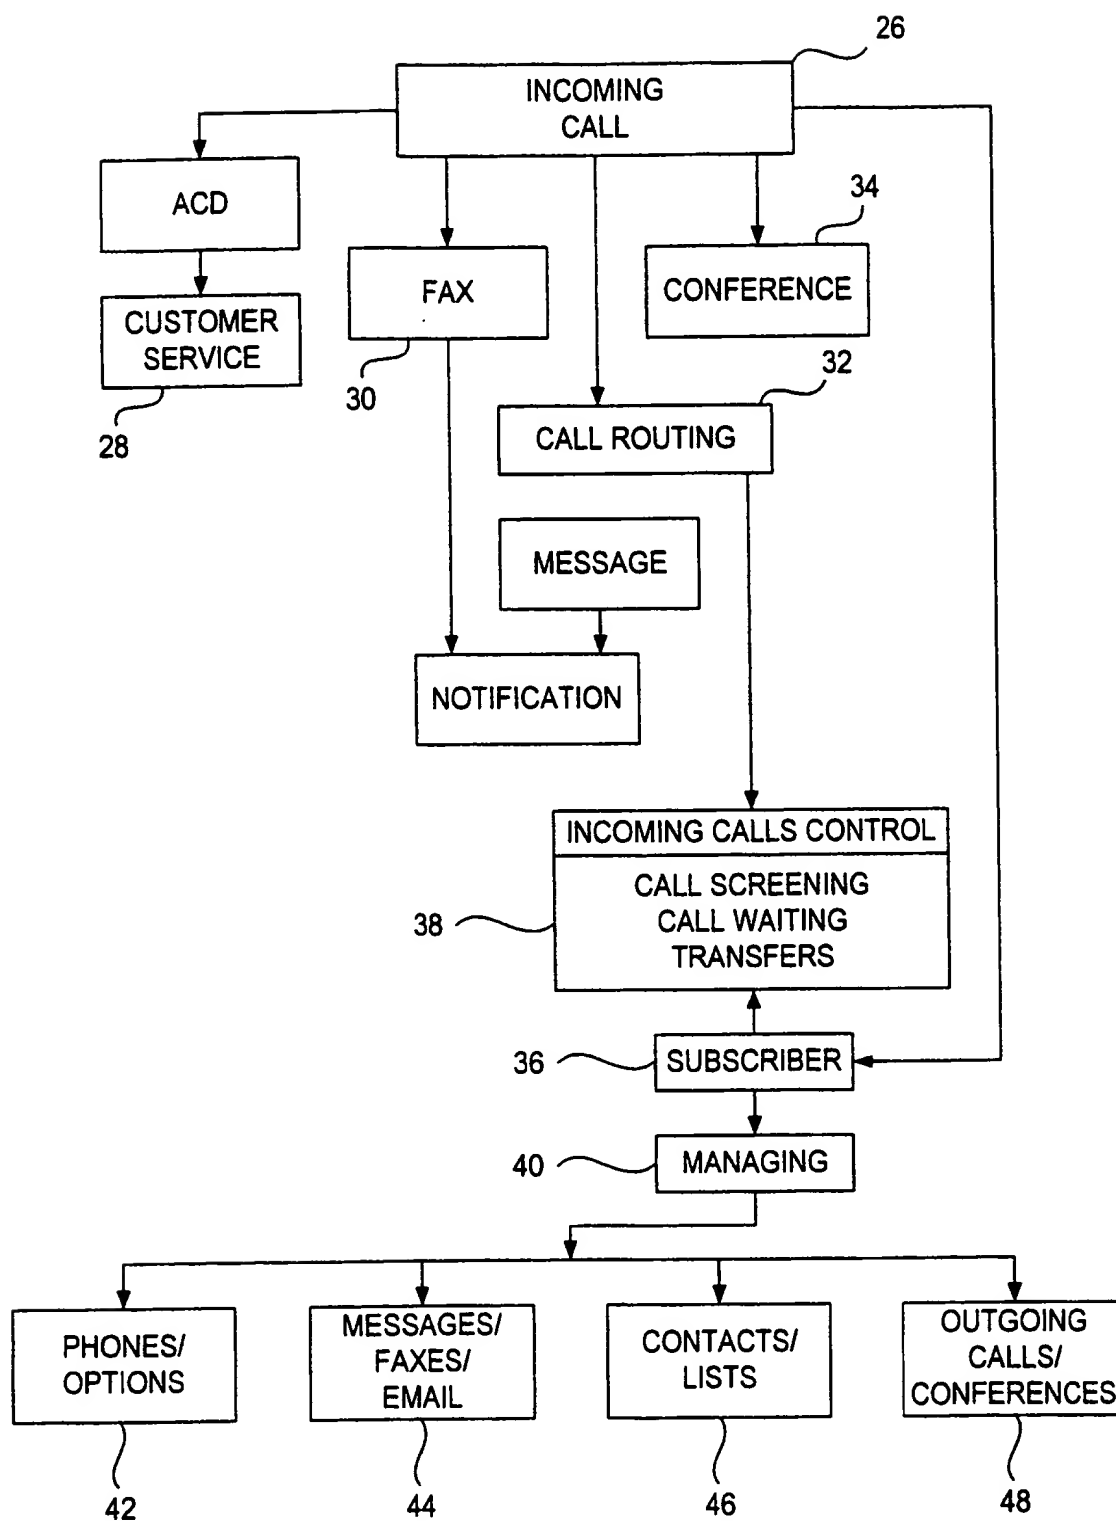 26
INCOMING
CALL
ACD
34
FAX
CONFERENCE
CUSTOMER
SERVICE
30
32
28
CALL ROUTING
MESSAGE
NOTIFICATION
INCOMING CALLS CONTROL
CALL SCREENING
CALL WAITING
TRANSFERS
38
36
SUBSCRIBER
40
MANAGING
PHONES/
OPTIONS
MESSAGES/
FAXES/
EMAIL
CONTACTS/
LISTS
OUTGOING
CALLS/
CONFERENCES
42
44
46
48